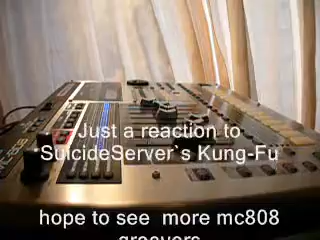 Just a reaction to
SuicideServer`s Kung-Fu
hope to see more mc808
groovers